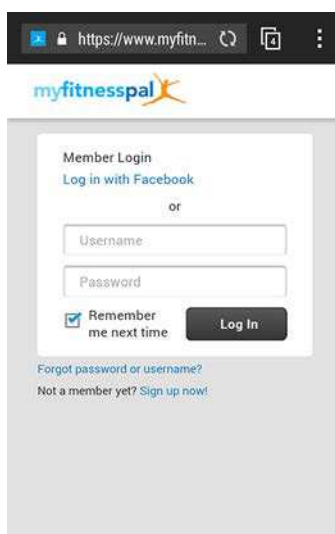 https://www.myfitn... 4
myfitnesspal
Member Login
Log in with Facebook
or
Username
Password
Remember
me next time
Log In
Forgot password or username?
Not a member yet? Sign up now!